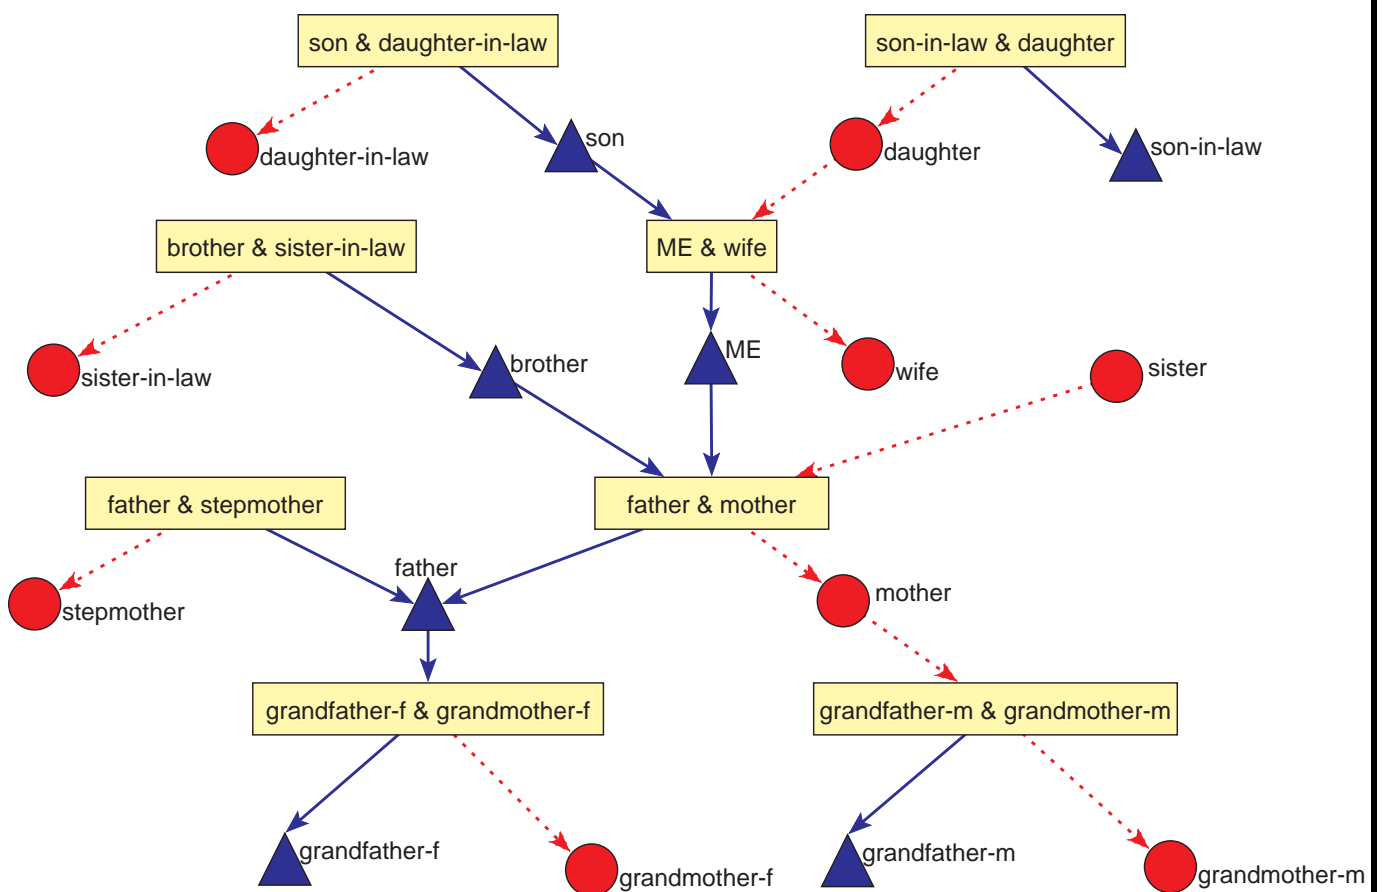 son & daughter-in-law
son-in-law & daughter
son
daughter-in-law
daughter
son-in-law
brother & sister-in-law
ME & wife
brother
ME
wife
sister
sister-in-law
father & stepmother
father & mother
father
stepmother
mother
grandfather-f & grandmother-f
grandfather-m & grandmother-m
grandfather-f
grandmother-f
grandfather-m
grandmother-m